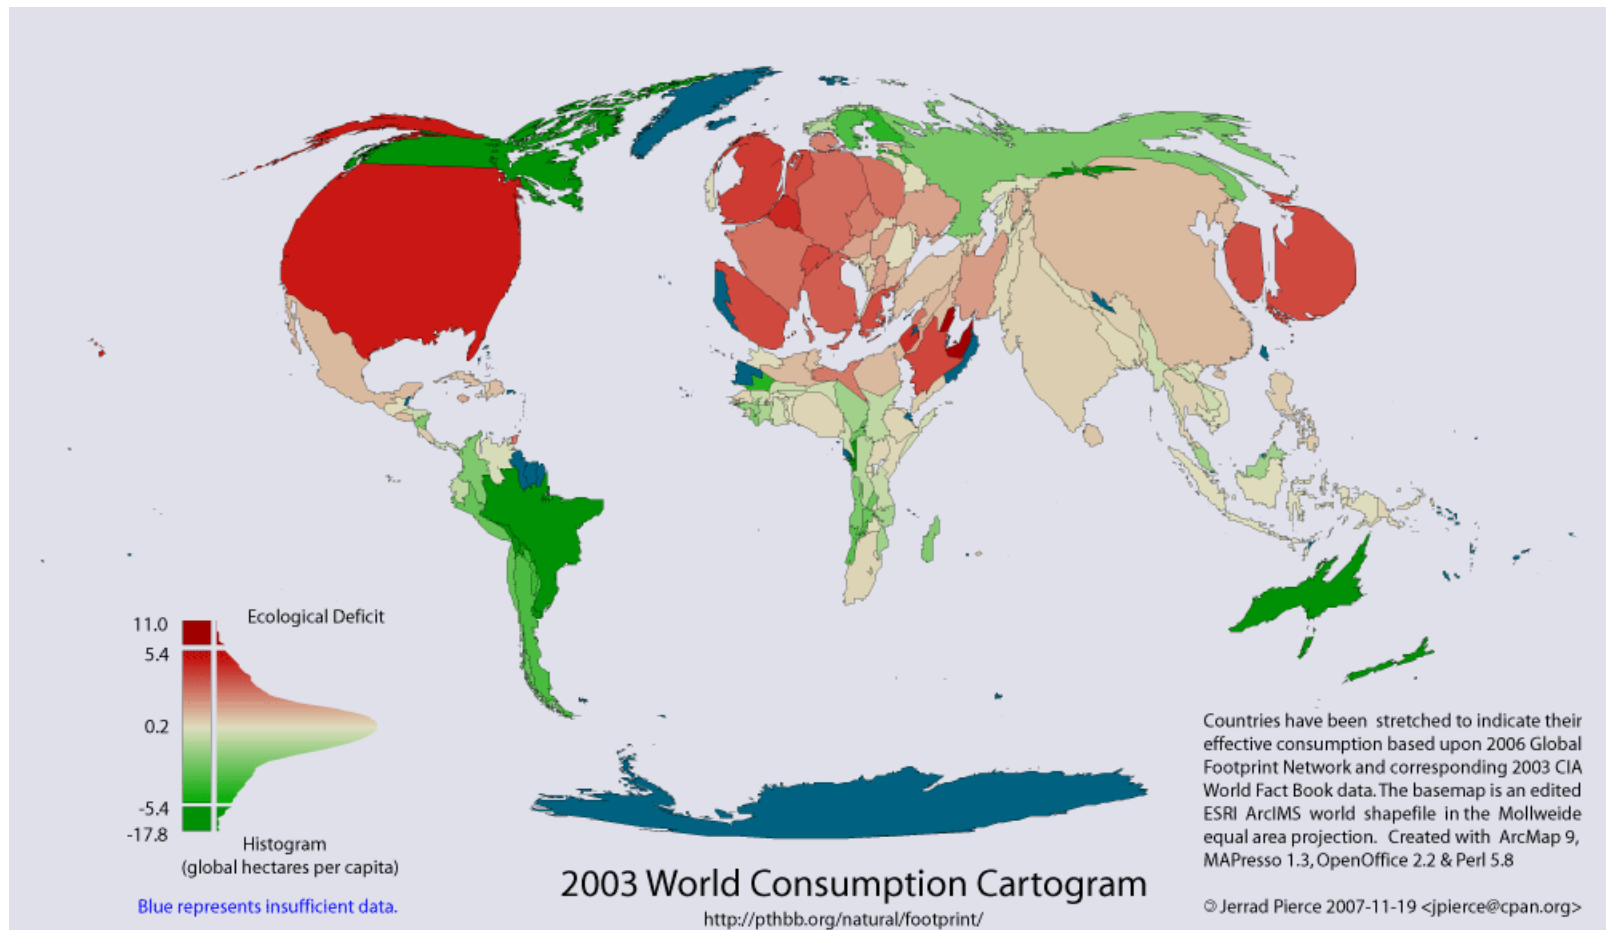 Ecological Deficit
11.0
5.4
0.2
-5.4
-17.8
Histogram
(global hectares per capita)
Blue represents insufficient data.
2003 World Consumption Cartogram
http://pthbb.org/natural/footprint/
Countries have been stretched to indicate their
effective consumption based upon 2006 Global
Footprint Network and corresponding 2003 CIA
World Fact Book data. The basemap is an edited
ESRI ArcIMS world shapefile in the Mollweide
equal area projection. Created with ArcMap 9,
MAPresso 1.3, OpenOffice 2.2 & Perl 5.8
© Jerrad Pierce 2007-11-19 <jpierce@cpan.org>